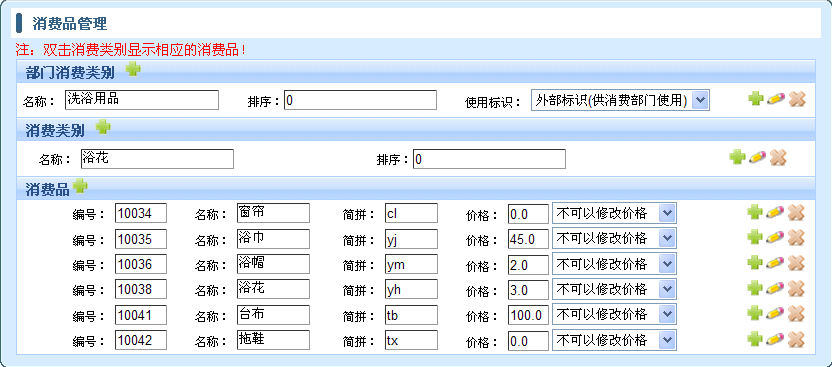 消费品管理
注：双击消费类别显示相应的消费品！
部门消费类别
名称： 洗浴用品 排序： 0 使用标识： 外部标识(供消费部门使用)
消费类别
名称： 浴花 排序： 0
消费品
编号： 10034 名称： 窗帘 简拼： cl 价格： 0.0 不可以修改价格
编号： 10035 名称： 浴巾 简拼： yj 价格： 45.0 不可以修改价格
编号： 10036 名称： 浴帽 简拼： ym 价格： 2.0 不可以修改价格
编号： 10038 名称： 浴花 简拼： yh 价格： 3.0 不可以修改价格
编号： 10041 名称： 台布 简拼： tb 价格： 100.0 不可以修改价格
编号： 10042 名称： 拖鞋 简拼： tx 价格： 0.0 不可以修改价格